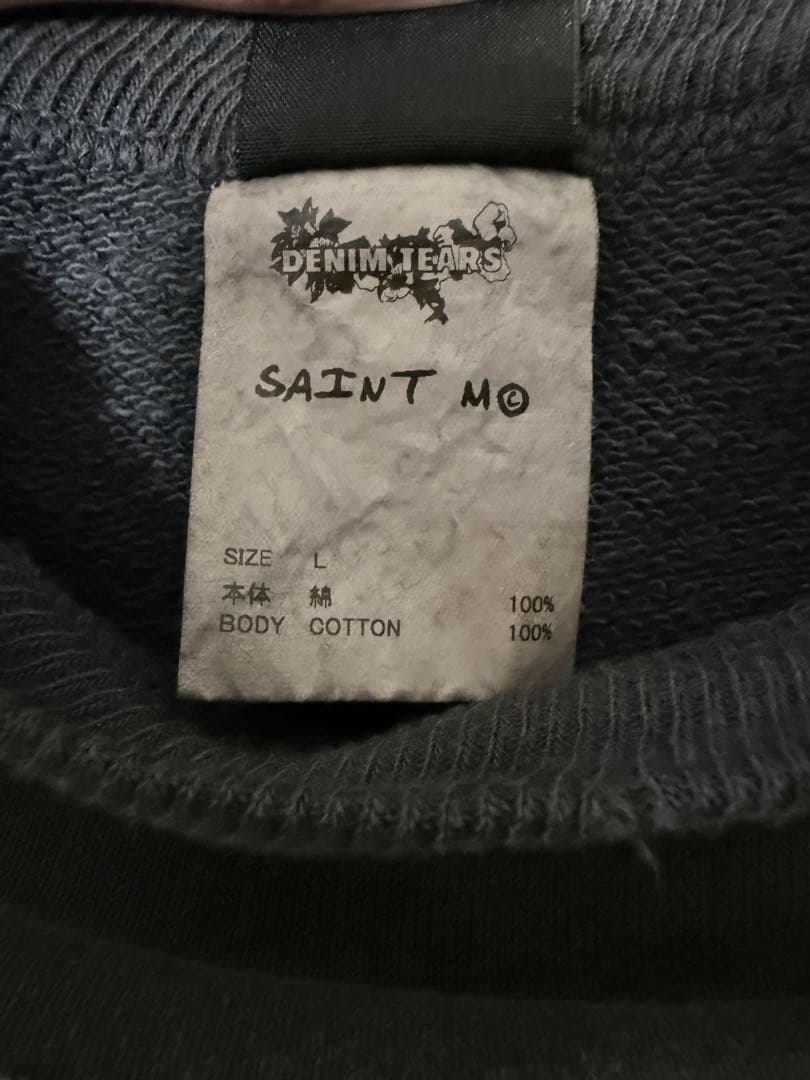 DENIM TEARS
SAINT M©
SIZE L
本体 綿 100%
BODY COTTON 100%